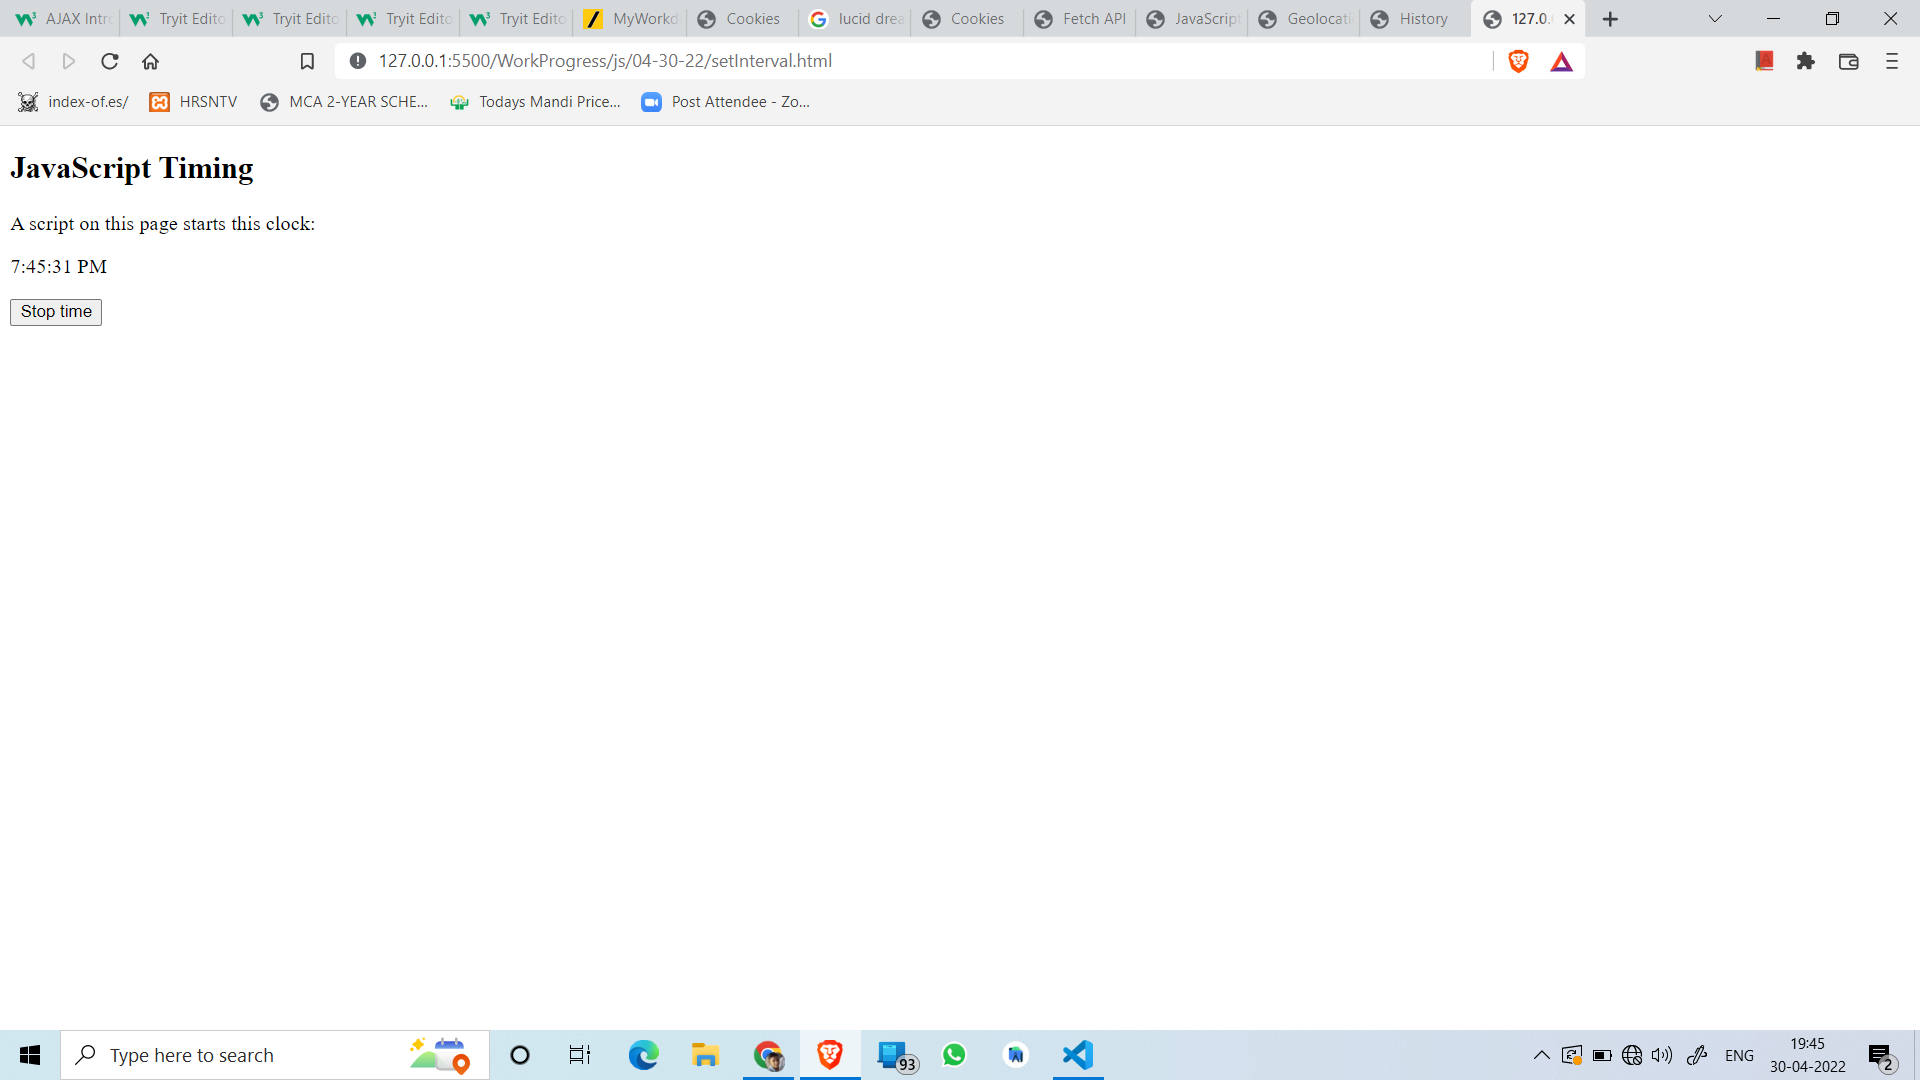 AJAX Intro
Tryit Edito
Tryit Edito
Tryit Edito
Tryit Edito
MyWorkd
Cookies
lucid drea
Cookies
Fetch API
JavaScript
Geolocati
History
127.0.
127.0.0.1:5500/WorkProgress/js/04-30-22/setInterval.html
index-of.es/
HRSNTV
MCA 2-YEAR SCHE...
Todays Mandi Price...
Post Attendee - Zo...
JavaScript Timing
A script on this page starts this clock:
7:45:31 PM
Stop time
Type here to search
93
ENG
19:45
30-04-2022
2